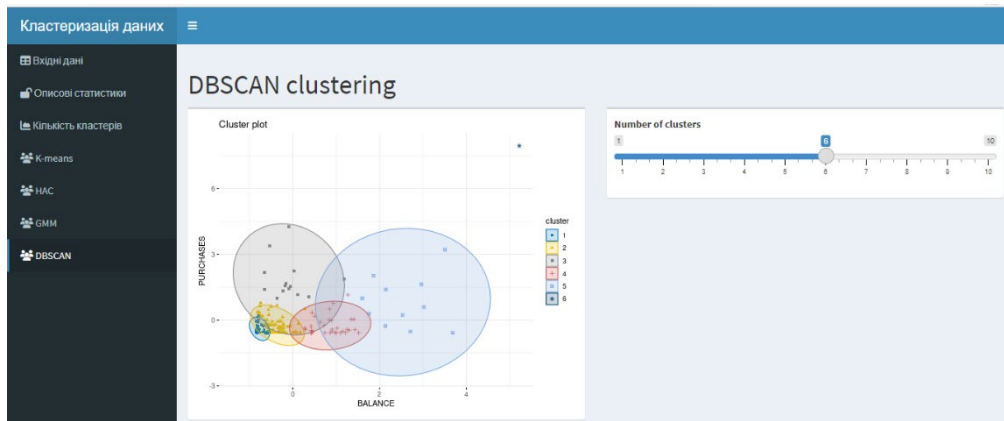 Кластеризація даних
Вхідні дані
Описові статистики
Кількість кластерів
K-means
HAC
GMM
DBSCAN
DBSCAN clustering
Cluster plot
6
3
0
-3
PURCHASES
0 2 4
BALANCE
cluster
1
2
3
4
5
6
Number of clusters
1 6 10
1 2 3 4 5 6 7 8 9 10